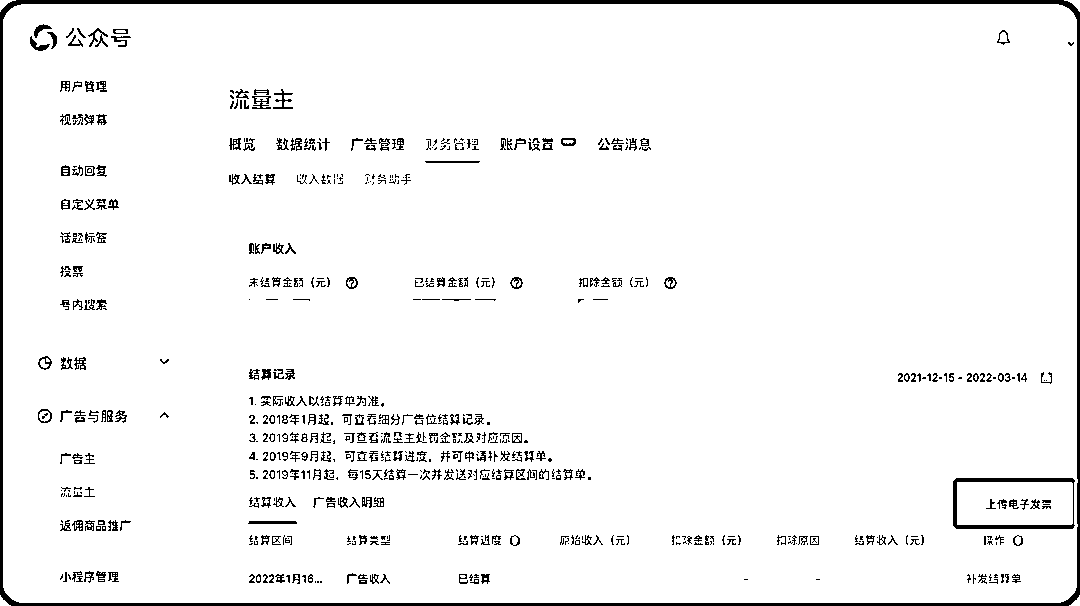 公众号
用户管理
视频弹幕
自动回复
自定义菜单
话题标签
投票
号内搜索
数据
广告与服务
广告主
流量主
返佣商品推广
小程序管理
流量主
概览 数据统计 广告管理 财务管理 账户设置 公告消息
收入结算 收入数据 财务助手
账户收入
未结算金额（元） 已结算金额（元） 扣除金额（元）
结算记录 2021-12-15 - 2022-03-14
1. 实际收入以结算单为准。
2. 2018年1月起，可查看细分广告位结算记录。
3. 2019年8月起，可查看流量主处罚金额及对应原因。
4. 2019年9月起，可查看结算进度，并可申请补发结算单。
5. 2019年11月起，每15天结算一次并发送对应结算区间的结算单。
结算收入 广告收入明细 上传电子发票
结算区间 结算类型 结算进度 原始收入（元） 扣除金额（元） 扣除原因 结算收入（元） 操作
2022年1月16... 广告收入 已结算 - - 补发结算单